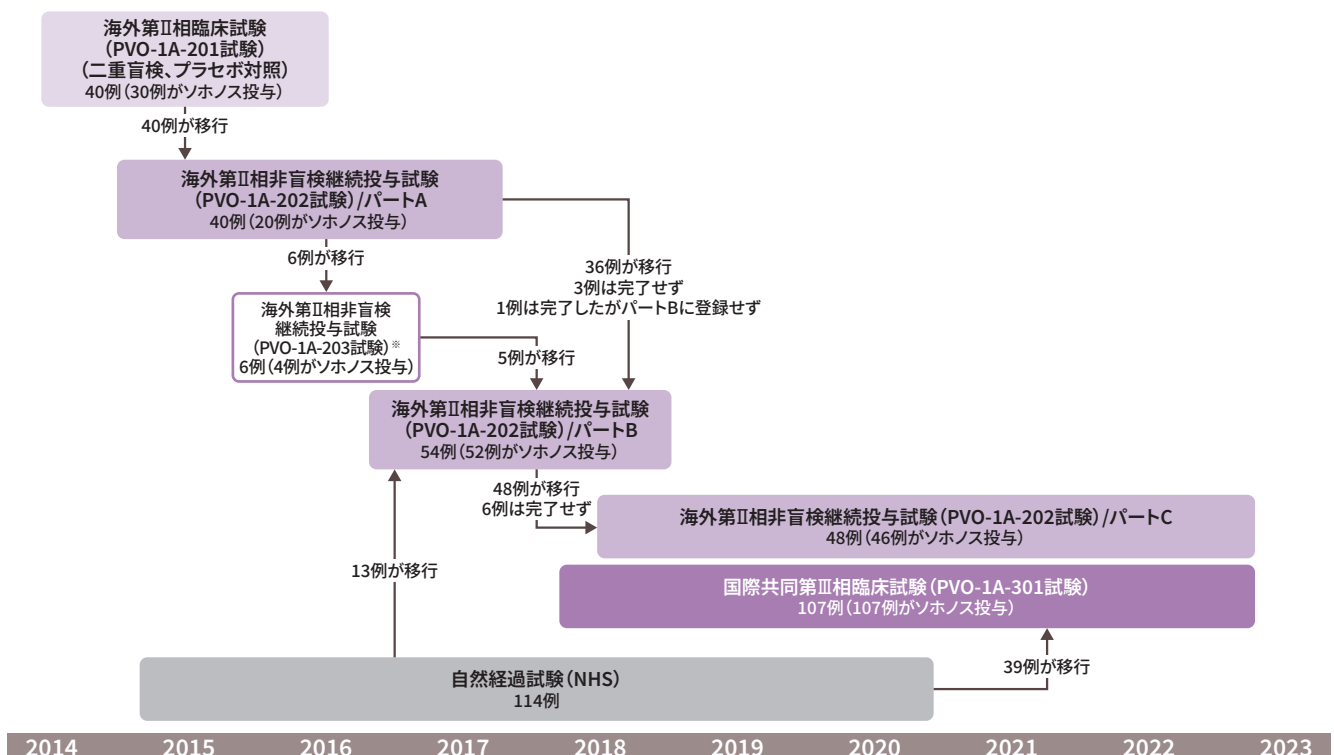 海外第Ⅱ相臨床試験
(PVO-1A-201試験)
(二重盲検、プラセボ対照)
40例(30例がソホノス投与)
40例が移行
海外第Ⅱ相非盲検継続投与試験
(PVO-1A-202試験)/パートA
40例(20例がソホノス投与)
6例が移行
36例が移行
3例は完了せず
1例は完了したがパートBに登録せず
海外第Ⅱ相非盲検
継続投与試験
(PVO-1A-203試験)※
6例(4例がソホノス投与)
5例が移行
海外第Ⅱ相非盲検継続投与試験
(PVO-1A-202試験)/パートB
54例(52例がソホノス投与)
48例が移行
6例は完了せず
海外第Ⅱ相非盲検継続投与試験(PVO-1A-202試験)/パートC
48例(46例がソホノス投与)
13例が移行
国際共同第Ⅲ相臨床試験(PVO-1A-301試験)
107例(107例がソホノス投与)
39例が移行
自然経過試験(NHS)
114例
2014 2015 2016 2017 2018 2019 2020 2021 2022 2023